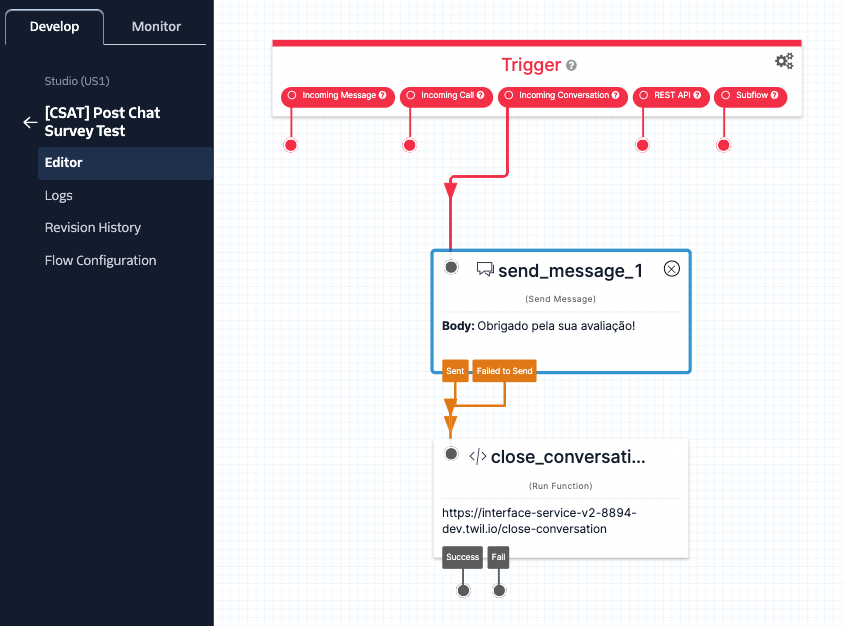 Develop
Monitor
Studio (US1)
[CSAT] Post Chat
Survey Test
Editor
Logs
Revision History
Flow Configuration
Trigger ?
Incoming Message ?
Incoming Call ?
Incoming Conversation ?
REST API ?
Subflow ?
send_message_1
(Send Message)
Body: Obrigado pela sua avaliação!
Sent
Failed to Send
</> close_conversati...
(Run Function)
https://interface-service-v2-8894-
dev.twil.io/close-conversation
Success
Fail